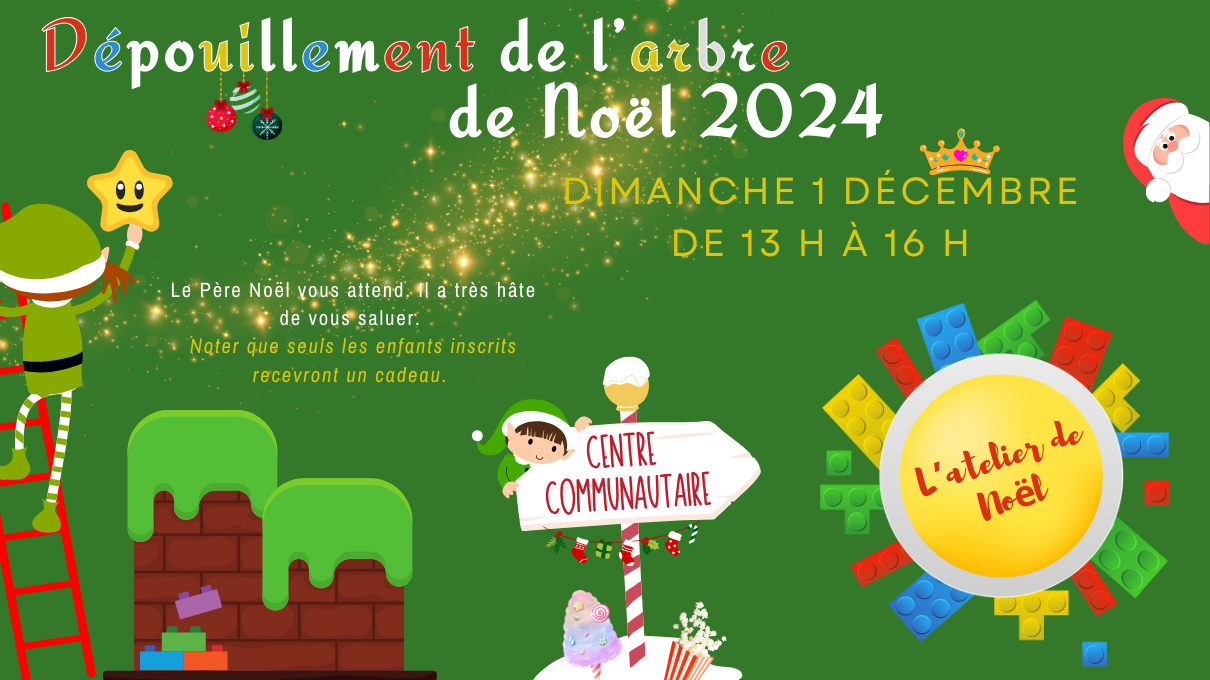 Dépouillement de l'arbre
de Noël 2024
DIMANCHE 1 DÉCEMBRE
DE 13 H À 16 H
Le Père Noël vous attend. Il a très hâte
de vous saluer.
Noter que seuls les enfants inscrits
recevront un cadeau.
CENTRE
COMMUNAUTAIRE
L'atelier de
Noël